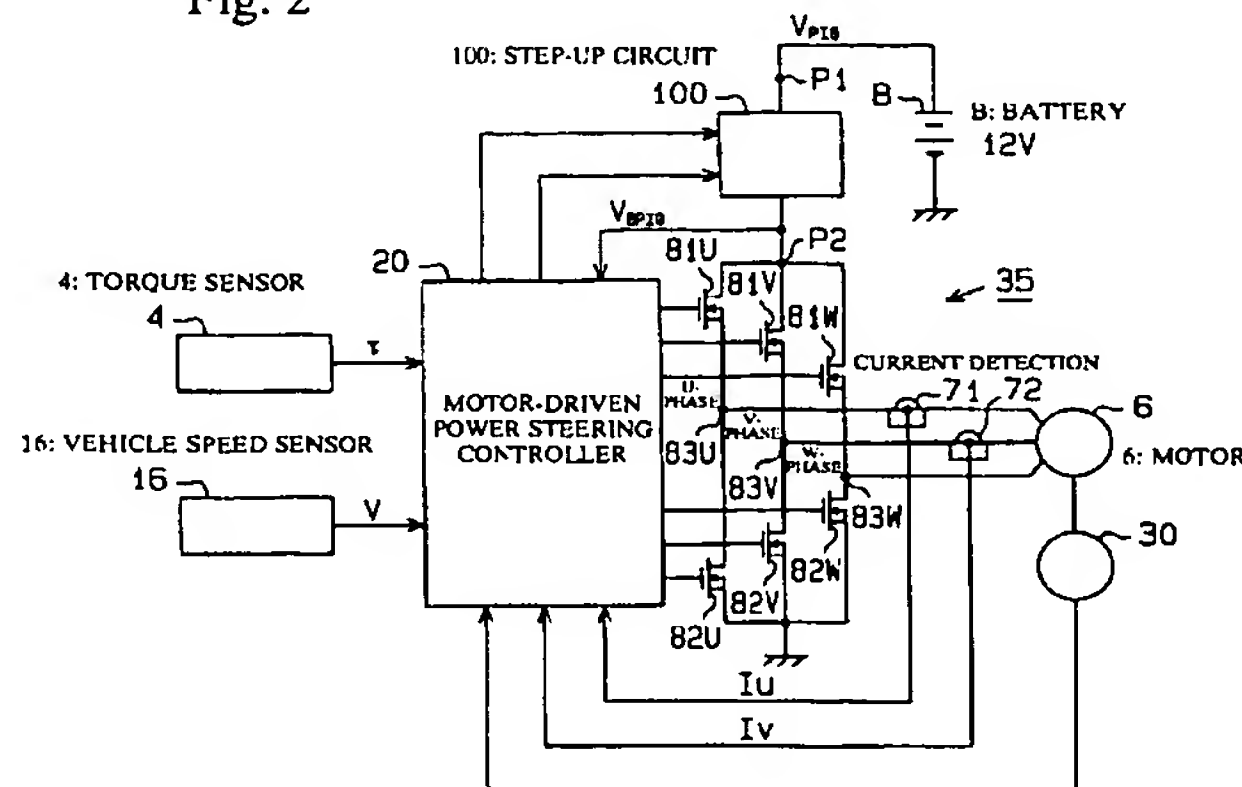 Fig. 2
V_PIG
100: STEP-UP CIRCUIT
P1
100
B
B: BATTERY
12V
V_BPIG
P2
81U
20
35
4: TORQUE SENSOR
81V
4
81W
τ
CURRENT DETECTION
71
72
U-PHASE
6
MOTOR-DRIVEN
POWER STEERING
CONTROLLER
V-PHASE
16: VEHICLE SPEED SENSOR
83U
W-PHASE
6: MOTOR
16
83V
V
83W
30
82W
82V
82U
Iu
Iv